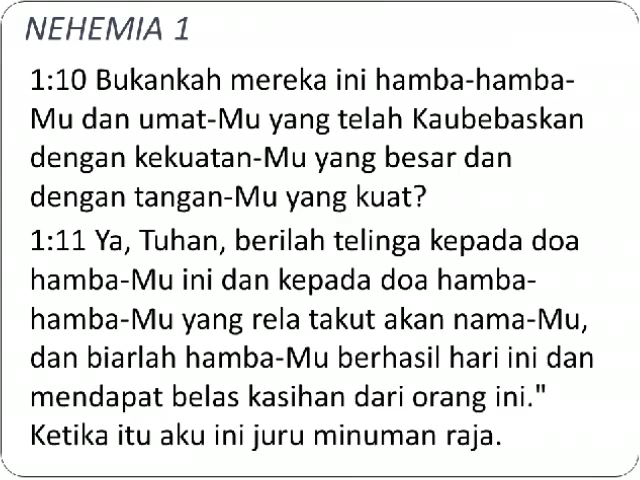 NEHEMIA 1
1:10 Bukankah mereka ini hamba-hamba-
Mu dan umat-Mu yang telah Kaubebaskan
dengan kekuatan-Mu yang besar dan
dengan tangan-Mu yang kuat?
1:11 Ya, Tuhan, berilah telinga kepada doa
hamba-Mu ini dan kepada doa hamba-
hamba-Mu yang rela takut akan nama-Mu,
dan biarlah hamba-Mu berhasil hari ini dan
mendapat belas kasihan dari orang ini."
Ketika itu aku ini juru minuman raja.